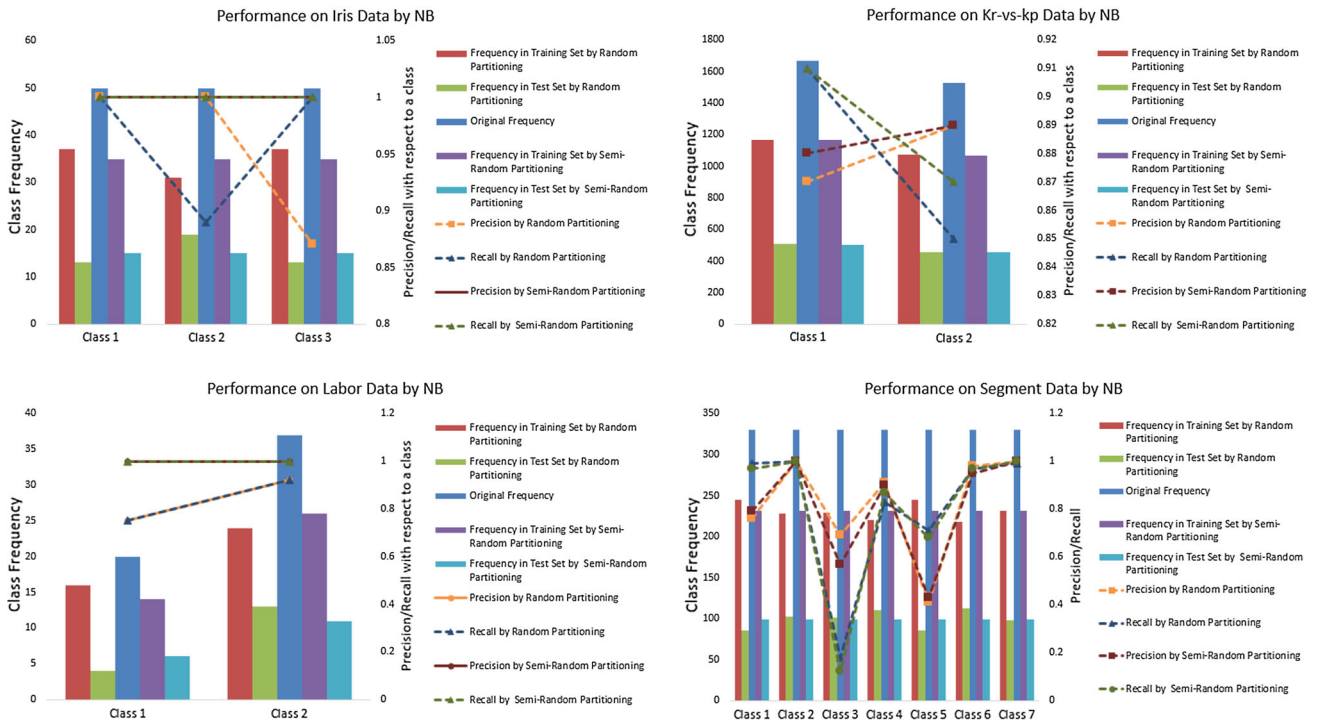 Performance on Iris Data by NB
60
50
40
30
20
10
0
Class Frequency
Class 1
Class 2
Class 3
1.05
1
0.95
0.9
0.85
0.8
Precision/Recall with respect to a class
Frequency in Training Set by Random
Partitioning
Frequency in Test Set by Random
Partitioning
Original Frequency
Frequency in Training Set by Semi-
Random Partitioning
Frequency in Test Set by Semi-Random
Partitioning
Precision by Random Partitioning
Recall by Random Partitioning
Precision by Semi-Random Partitioning
Recall by Semi-Random Partitioning
Performance on Kr-vs-kp Data by NB
1800
1600
1400
1200
1000
800
600
400
200
0
Class Frequency
Class 1
Class 2
0.92
0.91
0.9
0.89
0.88
0.87
0.86
0.85
0.84
0.83
0.82
Precision/Recall with respect to a class
Frequency in Training Set by Random
Partitioning
Frequency in Test Set by Random
Partitioning
Original Frequency
Frequency in Training Set by Semi-
Random Partitioning
Frequency in Test Set by Semi-
Random Partitioning
Precision by Random Partitioning
Recall by Random Partitioning
Precision by Semi-Random Partitioning
Recall by Semi-Random Partitioning
Performance on Labor Data by NB
40
35
30
25
20
15
10
5
0
Class Frequency
Class 1
Class 2
1.2
1
0.8
0.6
0.4
0.2
0
Precision/Recall with respect to a class
Frequency in Training Set by Random
Partitioning
Frequency in Test Set by Random
Partitioning
Original Frequency
Frequency in Training Set by Semi-
Random Partitioning
Frequency in Test Set by Semi-Random
Partitioning
Precision by Random Partitioning
Recall by Random Partitioning
Precision by Semi-Random Partitioning
Recall by Semi-Random Partitioning
Performance on Segment Data by NB
350
300
250
200
150
100
50
0
Class Frequency
Class 1
Class 2
Class 3
Class 4
Class 5
Class 6
Class 7
1.2
1
0.8
0.6
0.4
0.2
0
Precision/Recall
Frequency in Training Set by Random
Partitioning
Frequency in Test Set by Random
Partitioning
Original Frequency
Frequency in Training Set by Semi-
Random Partitioning
Frequency in Test Set by Semi-Random
Partitioning
Precision by Random Partitioning
Recall by Random Partitioning
Precision by Semi-Random Partitioning
Recall by Semi-Random Partitioning